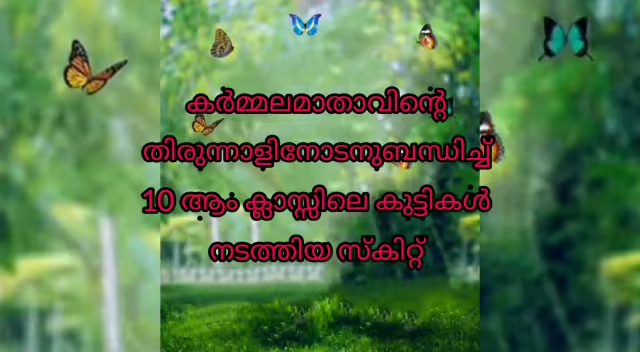 കർമ്മലമാതാവിന്റെ
തിരുന്നാളിനോടനുബന്ധിച്ച്
10 ആം ക്ലാസ്സിലെ കുട്ടികൾ
നടത്തിയ സ്കിറ്റ്